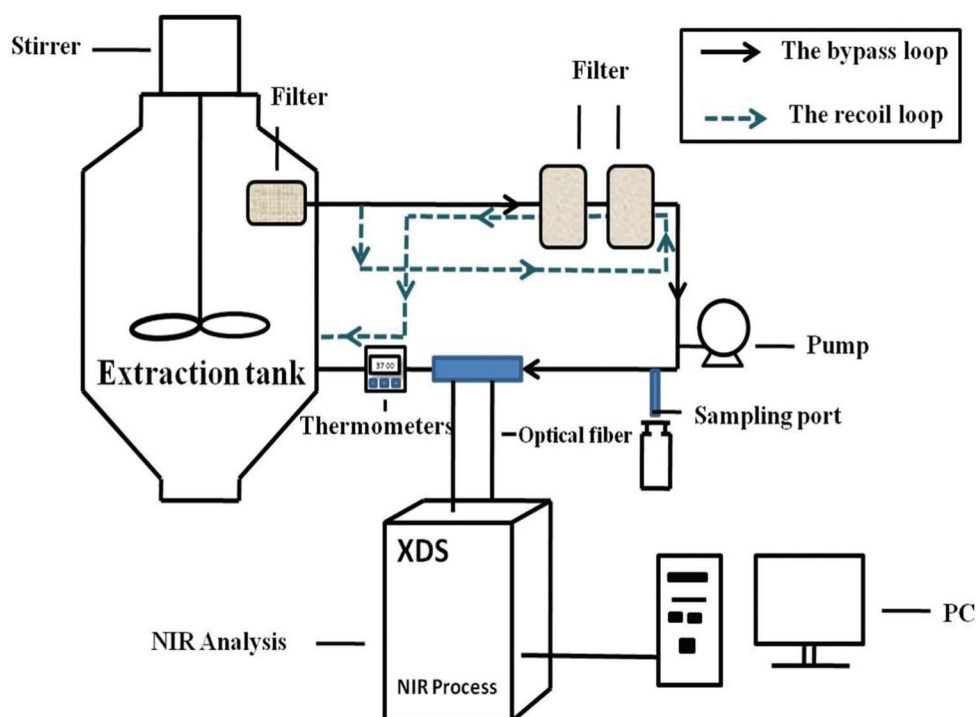 Stirrer
Filter
Filter
The bypass loop
The recoil loop
Extraction tank
37.00
Thermometers
Optical fiber
Pump
Sampling port
XDS
NIR Analysis
NIR Process
PC